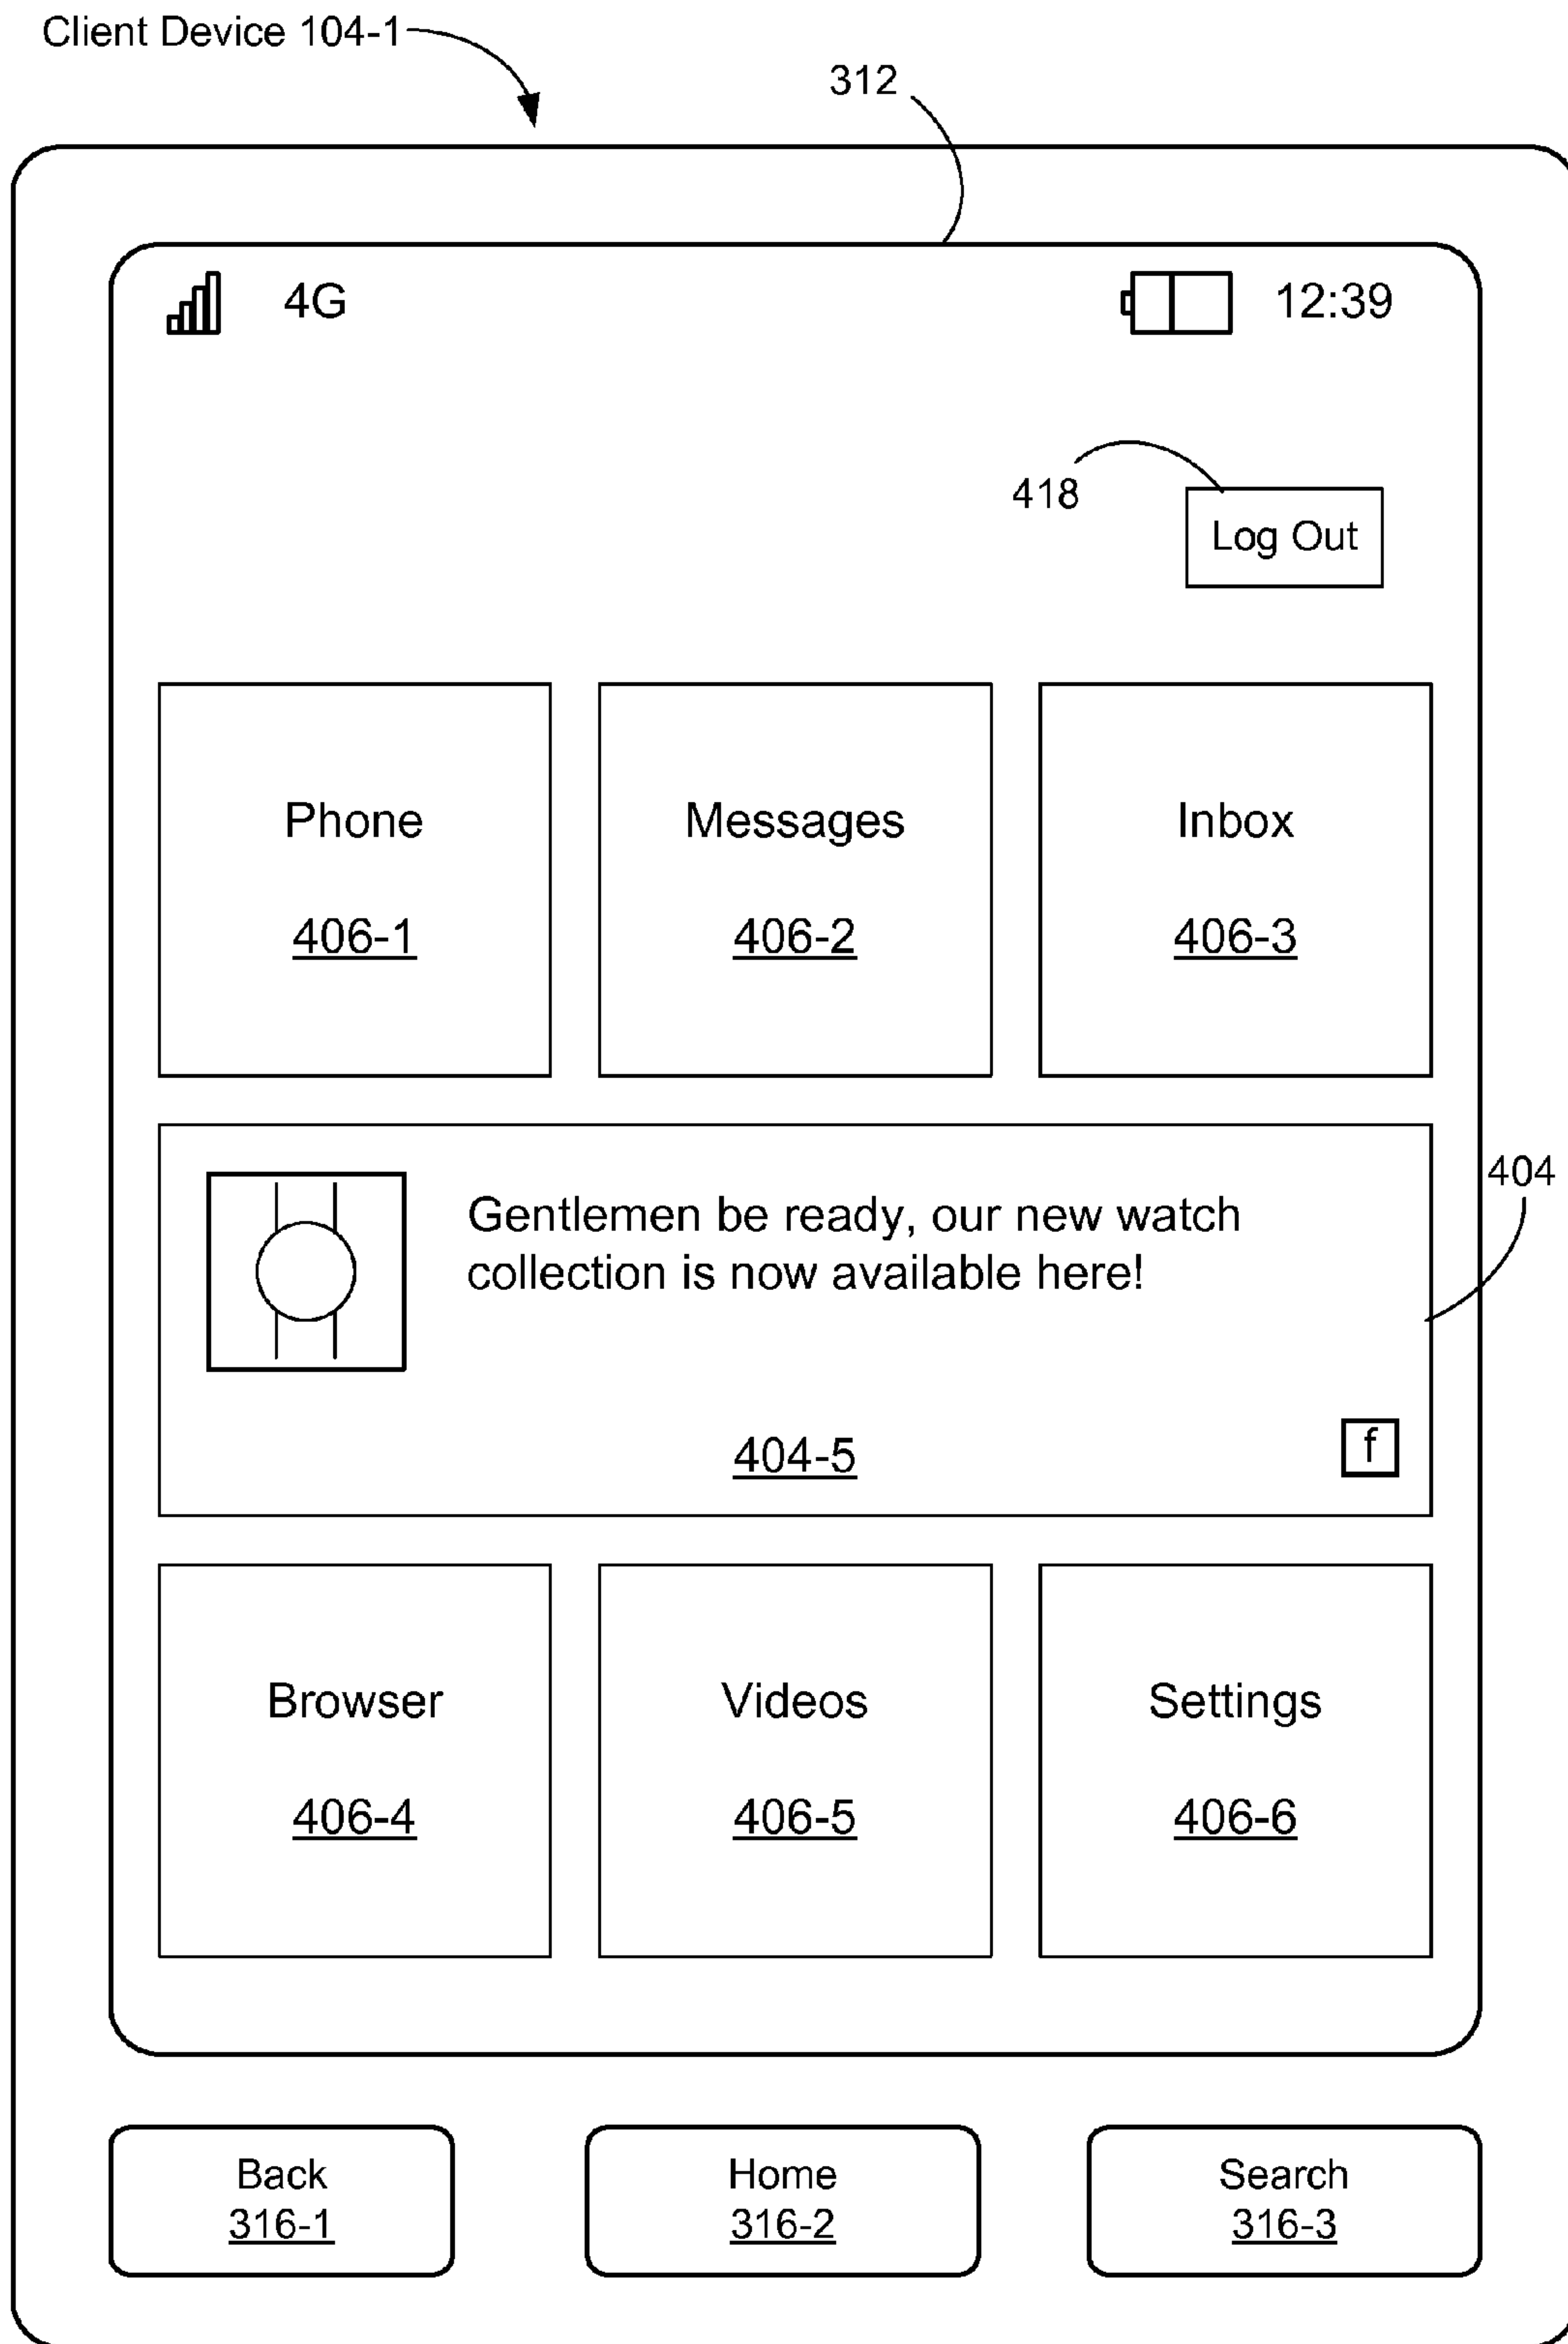 Client Device 104-1
312
4G
12:39
418
Log Out
Phone
Messages
Inbox
406-1
406-2
406-3
404
Gentlemen be ready, our new watch
collection is now available here!
404-5
f
Browser
Videos
Settings
406-4
406-5
406-6
Back
Home
Search
316-1
316-2
316-3